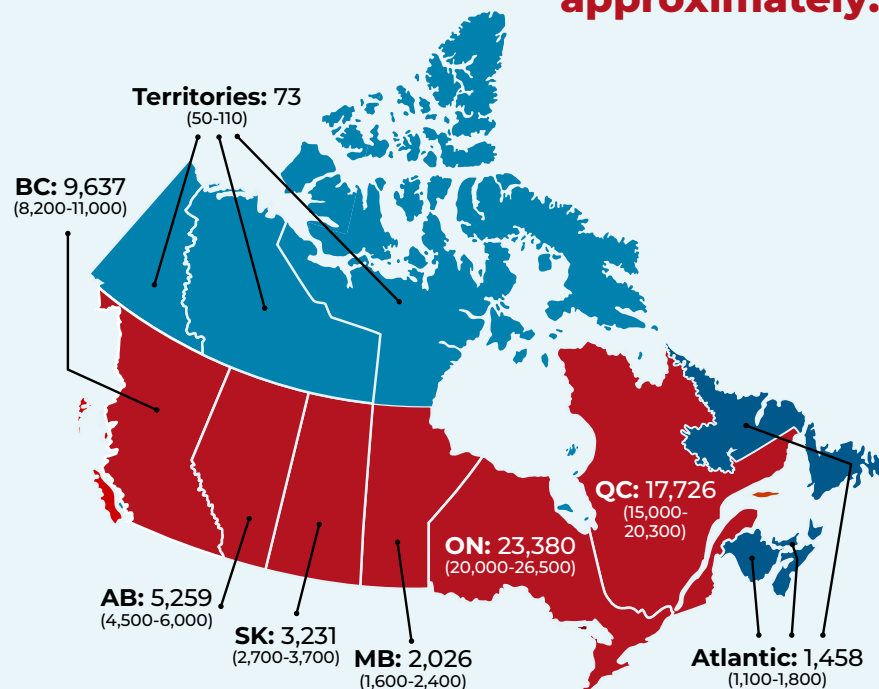 approximately:
Territories: 73
(50-110)
BC: 9,637
(8,200-11,000)
QC: 17,726
(15,000-
20,300)
ON: 23,380
(20,000-26,500)
AB: 5,259
(4,500-6,000)
SK: 3,231
(2,700-3,700)
MB: 2,026
(1,600-2,400)
Atlantic: 1,458
(1,100-1,800)